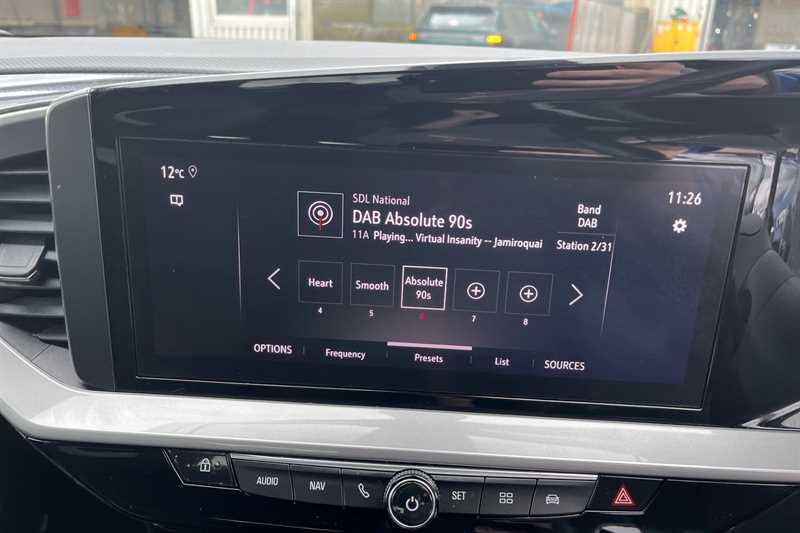 12°C
11:26
SDL National
DAB Absolute 90s
11A Playing... Virtual Insanity -- Jamiroquai
Band
DAB
Station 2/31
Heart
Smooth
Absolute
90s
4
5
6
7
8
OPTIONS
Frequency
Presets
List
SOURCES
AUDIO
NAV
SET